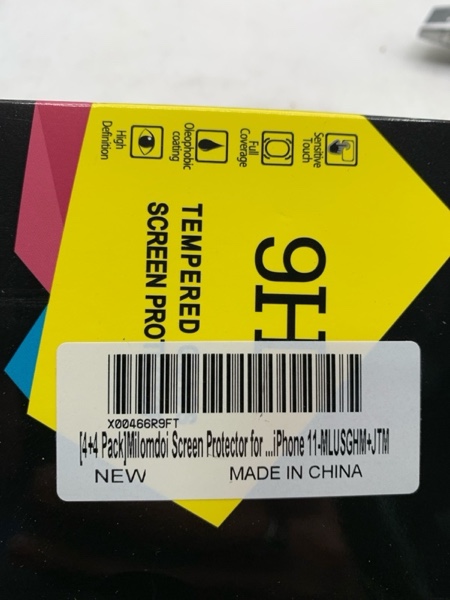 Sensitive
Touch
Full
Coverage
Oleophobic
coating
High
Definition
9H
TEMPERED
SCREEN PROT
X00466R9FT
[4+4 Pack]Milomdoi Screen Protector for ...iPhone 11-MLUSGHM+JTM
NEW
MADE IN CHINA